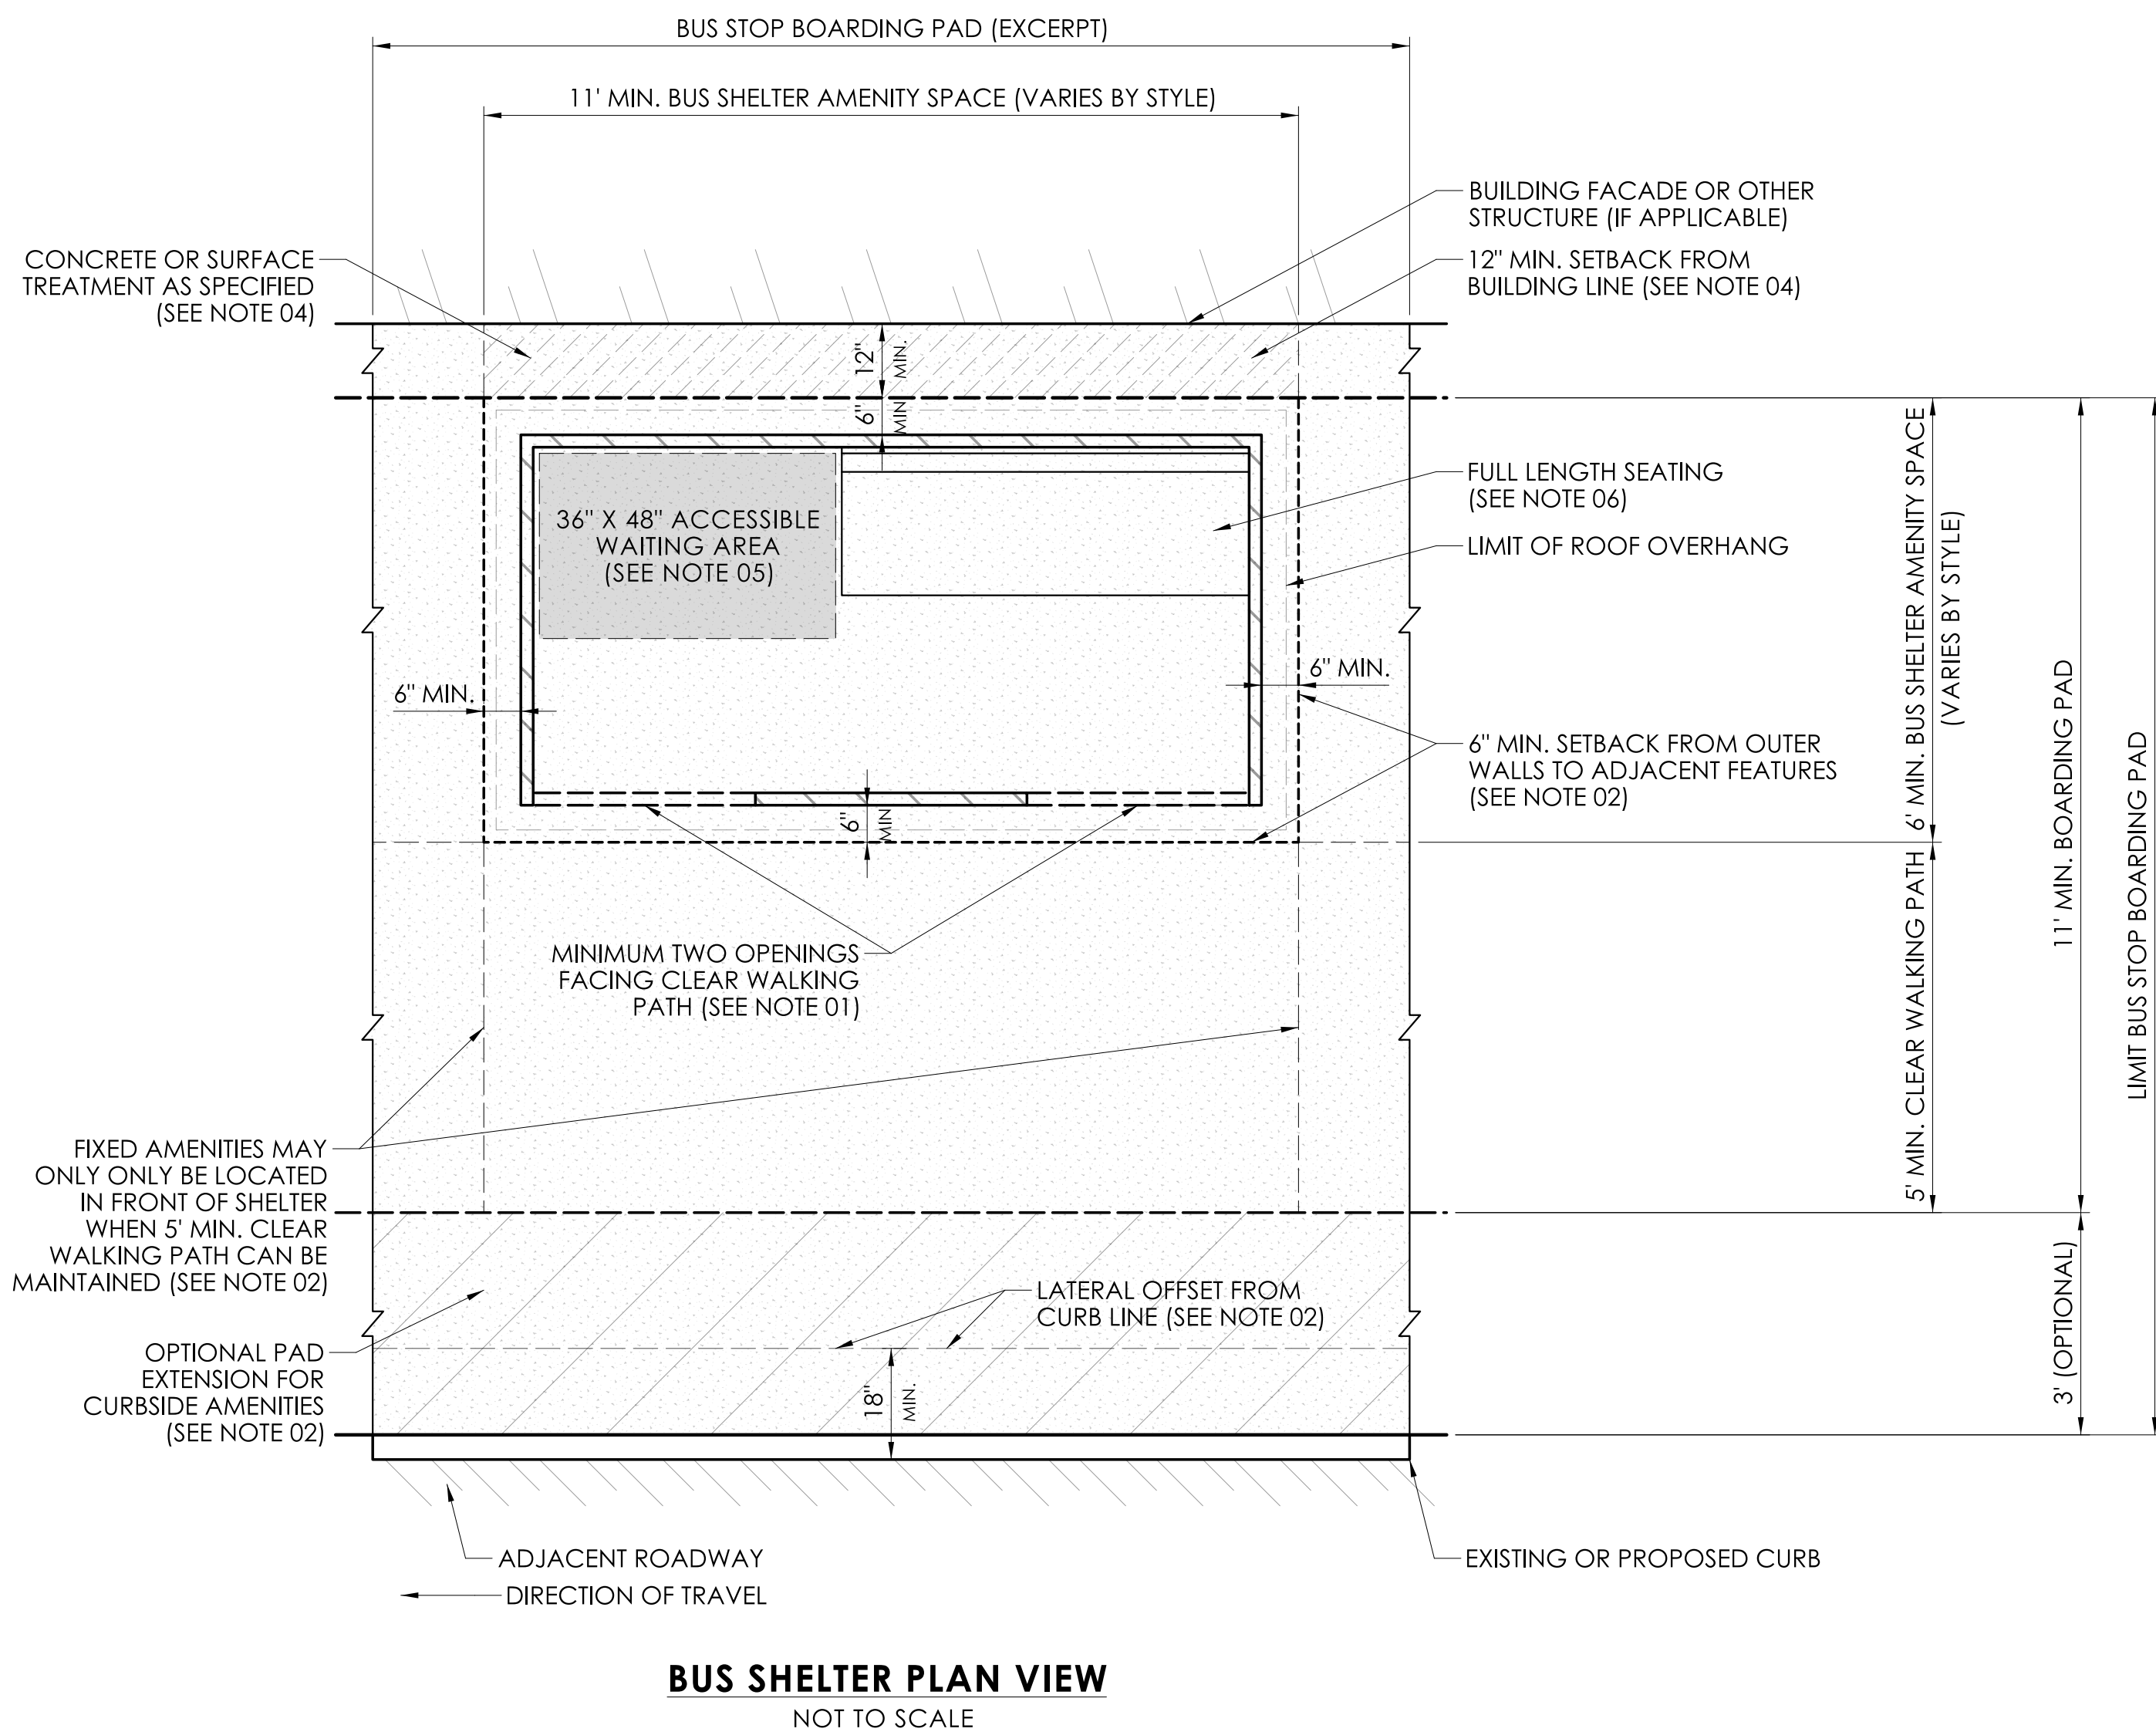 BUS STOP BOARDING PAD (EXCERPT)
11' MIN. BUS SHELTER AMENITY SPACE (VARIES BY STYLE)
BUILDING FACADE OR OTHER
STRUCTURE (IF APPLICABLE)
CONCRETE OR SURFACE
TREATMENT AS SPECIFIED
(SEE NOTE 04)
12" MIN. SETBACK FROM
BUILDING LINE (SEE NOTE 04)
12"
MIN.
6"
MIN
36" X 48" ACCESSIBLE
WAITING AREA
(SEE NOTE 05)
FULL LENGTH SEATING
(SEE NOTE 06)
LIMIT OF ROOF OVERHANG
6" MIN.
6" MIN.
6" MIN. SETBACK FROM OUTER
WALLS TO ADJACENT FEATURES
(SEE NOTE 02)
6"
MIN
MINIMUM TWO OPENINGS
FACING CLEAR WALKING
PATH (SEE NOTE 01)
6' MIN. BUS SHELTER AMENITY SPACE
(VARIES BY STYLE)
5' MIN. CLEAR WALKING PATH
11' MIN. BOARDING PAD
3' (OPTIONAL)
LIMIT BUS STOP BOARDING PAD
FIXED AMENITIES MAY
ONLY ONLY BE LOCATED
IN FRONT OF SHELTER
WHEN 5' MIN. CLEAR
WALKING PATH CAN BE
MAINTAINED (SEE NOTE 02)
LATERAL OFFSET FROM
CURB LINE (SEE NOTE 02)
OPTIONAL PAD
EXTENSION FOR
CURBSIDE AMENITIES
(SEE NOTE 02)
18"
MIN.
ADJACENT ROADWAY
DIRECTION OF TRAVEL
EXISTING OR PROPOSED CURB
BUS SHELTER PLAN VIEW
NOT TO SCALE